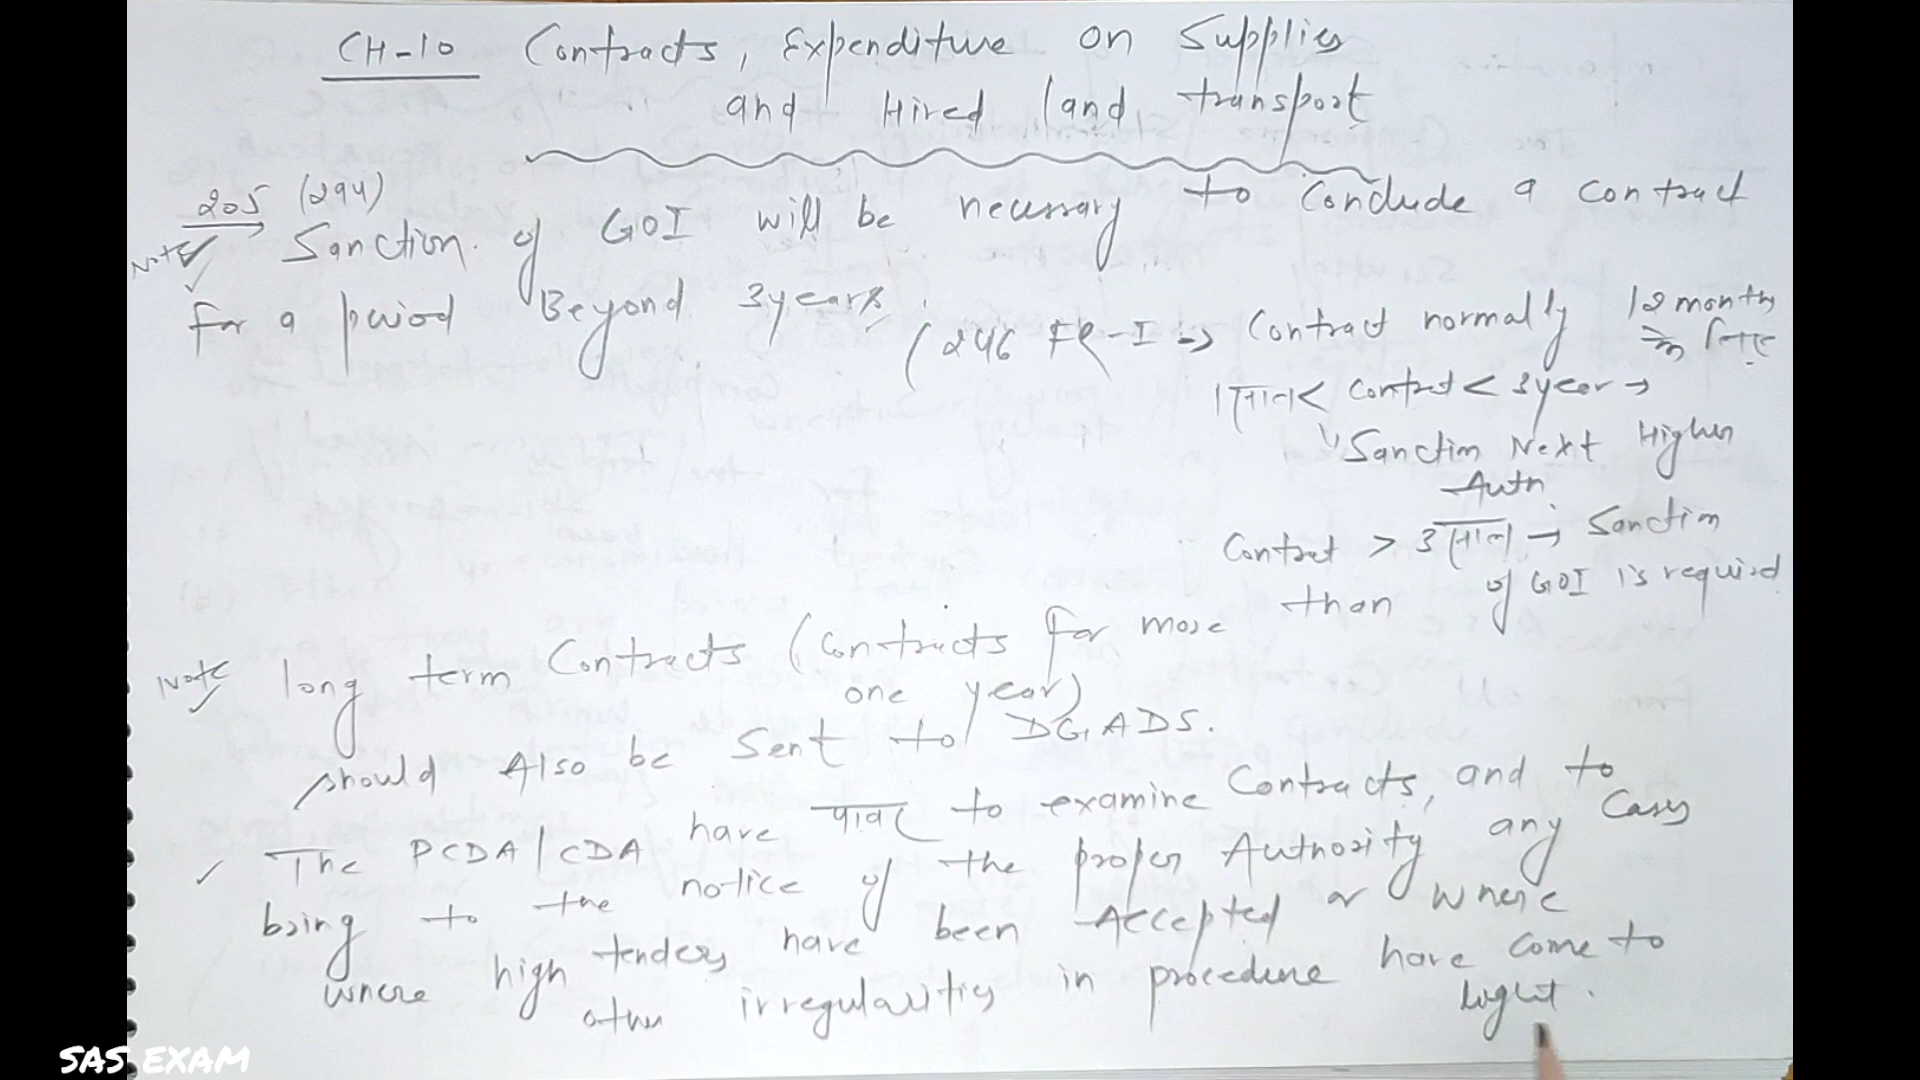 CH-10 Contracts, Expenditure on Supplies
and Hired land transport
205 (294)
Note Sanction of GOI will be necessary to Conclude a contract
for a period Beyond 3 years
(246 FR-I → Contract normally 12 months
के लिए
1 साल < contract < 3 year →
Sanction Next Higher
Auth
Contract > 3 साल → Sanction
of GOI is required
Note long term Contracts (contracts for more than
one year)
should Also be sent to DGADS.
The PCDA/CDA have पावर to examine Contracts, and to
bring to the notice of the proper Authority any Cases
where high tenders have been Accepted or where
other irregularities in procedure have come to
light.
SAS EXAM